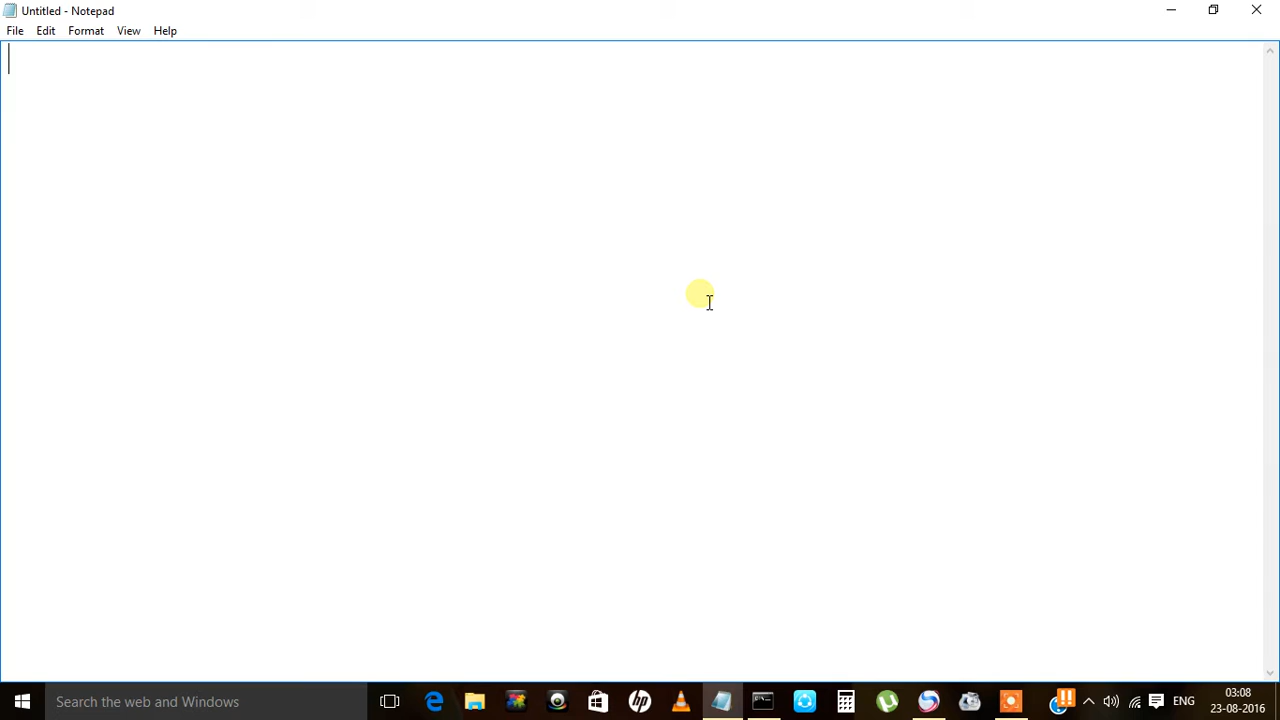 Untitled - Notepad
File Edit Format View Help
Search the web and Windows
ENG
03:08
23-08-2016